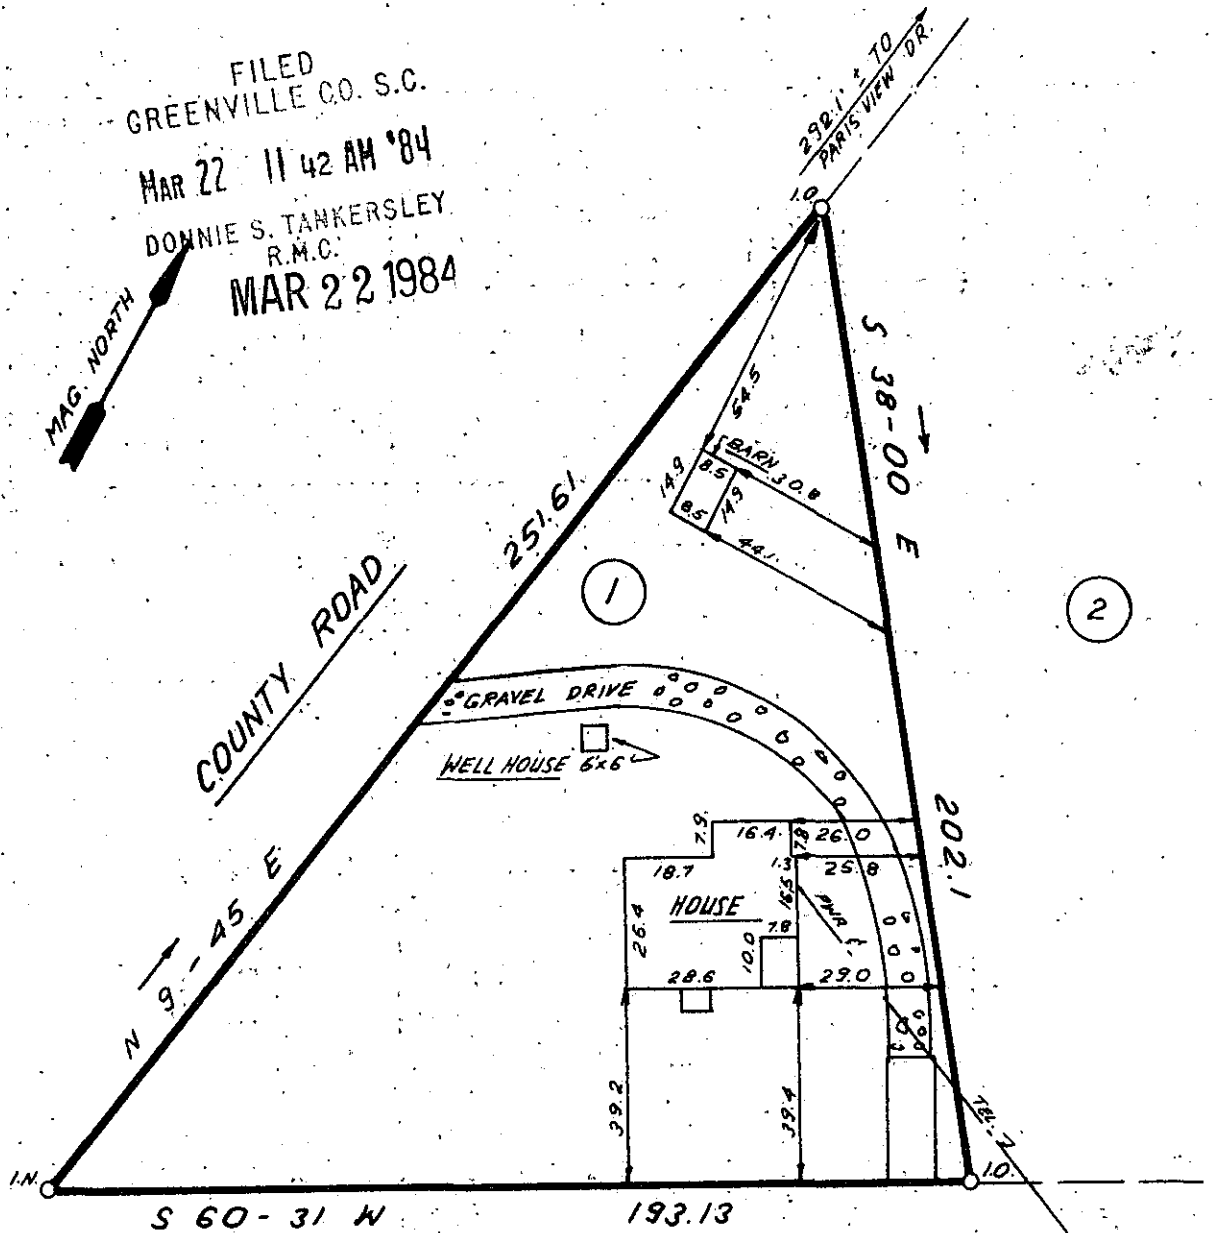 FILED
GREENVILLE CO. S.C.
MAR 22 11 42 AM '84
DONNIE S. TANKERSLEY
R.M.C.
MAR 22 1984
MAG. NORTH
292.1' ± TO
PARIS VIEW DR.
I.O
S 38-00 E
54.5
BARN
8.5
30.8
14.9
14.9
8.5
44.1
251.61
1
2
COUNTY ROAD
GRAVEL DRIVE
WELL HOUSE 6x6
202.1
7.9
16.4
7.8
26.0
18.7
1.3
25.8
HOUSE
16.5
PWR
26.4
7.8
10.0
28.6
29.0
N 9-45 E
39.2
39.4
TEL.
I.N.
I.O.
S 60-31 W
193.13